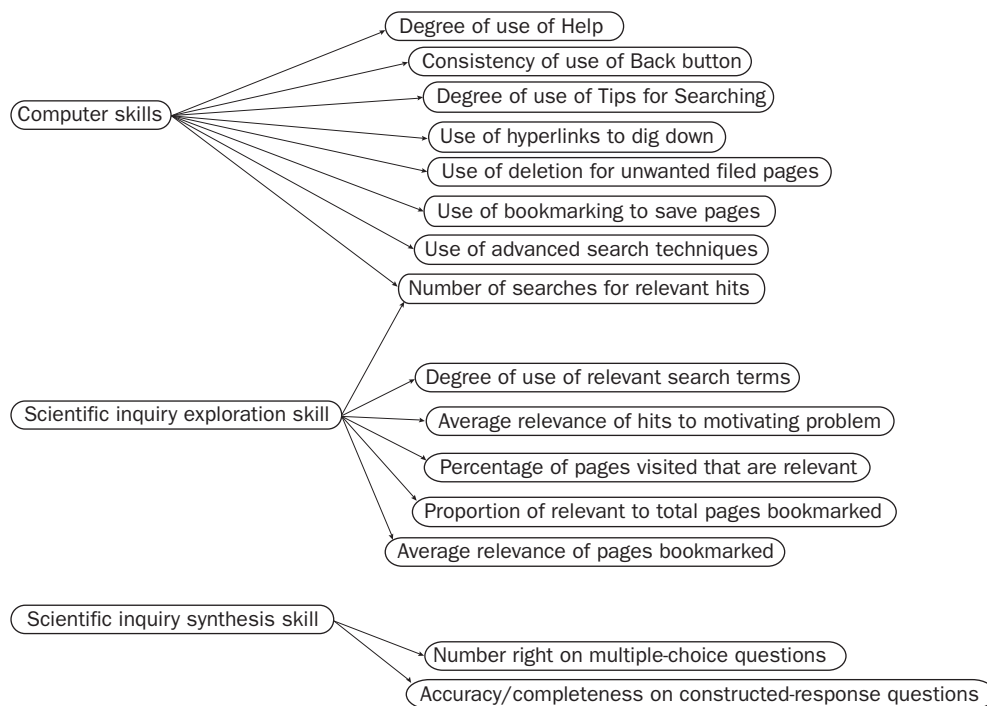 Degree of use of Help
Consistency of use of Back button
Degree of use of Tips for Searching
Computer skills
Use of hyperlinks to dig down
Use of deletion for unwanted filed pages
Use of bookmarking to save pages
Use of advanced search techniques
Number of searches for relevant hits
Degree of use of relevant search terms
Scientific inquiry exploration skill
Average relevance of hits to motivating problem
Percentage of pages visited that are relevant
Proportion of relevant to total pages bookmarked
Average relevance of pages bookmarked
Scientific inquiry synthesis skill
Number right on multiple-choice questions
Accuracy/completeness on constructed-response questions